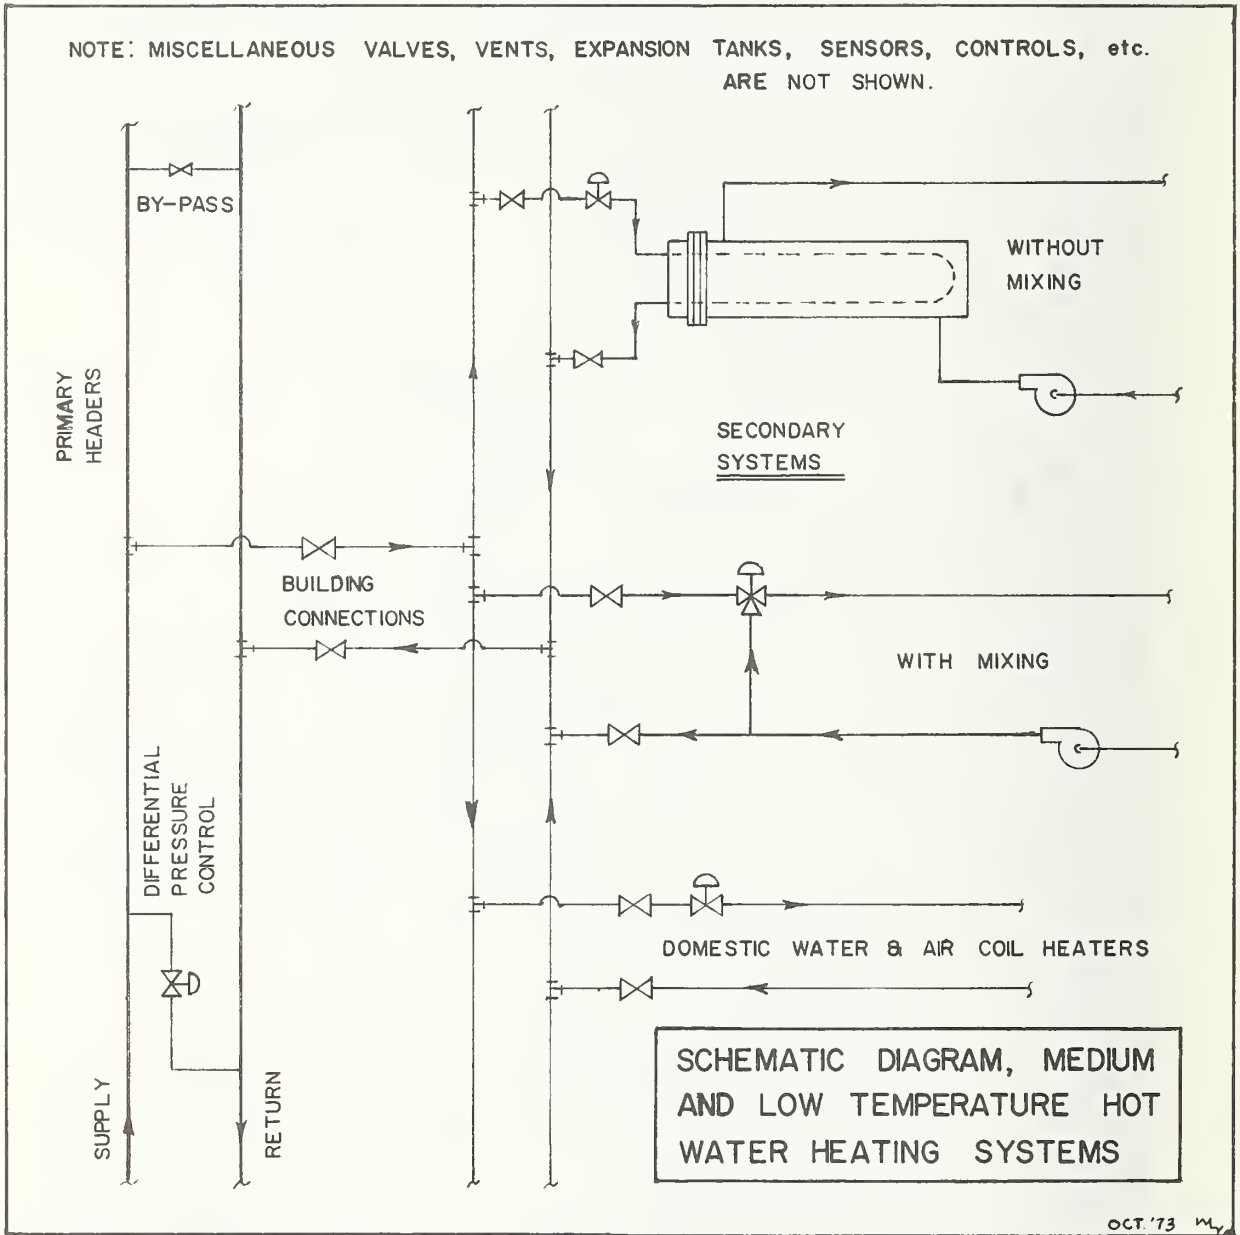 NOTE: MISCELLANEOUS VALVES, VENTS, EXPANSION TANKS, SENSORS, CONTROLS, etc.
ARE NOT SHOWN.
BY-PASS
WITHOUT
MIXING
PRIMARY
HEADERS
SECONDARY
SYSTEMS
BUILDING
CONNECTIONS
WITH MIXING
DIFFERENTIAL
PRESSURE
CONTROL
DOMESTIC WATER & AIR COIL HEATERS
SUPPLY
RETURN
SCHEMATIC DIAGRAM, MEDIUM
AND LOW TEMPERATURE HOT
WATER HEATING SYSTEMS
OCT. '73